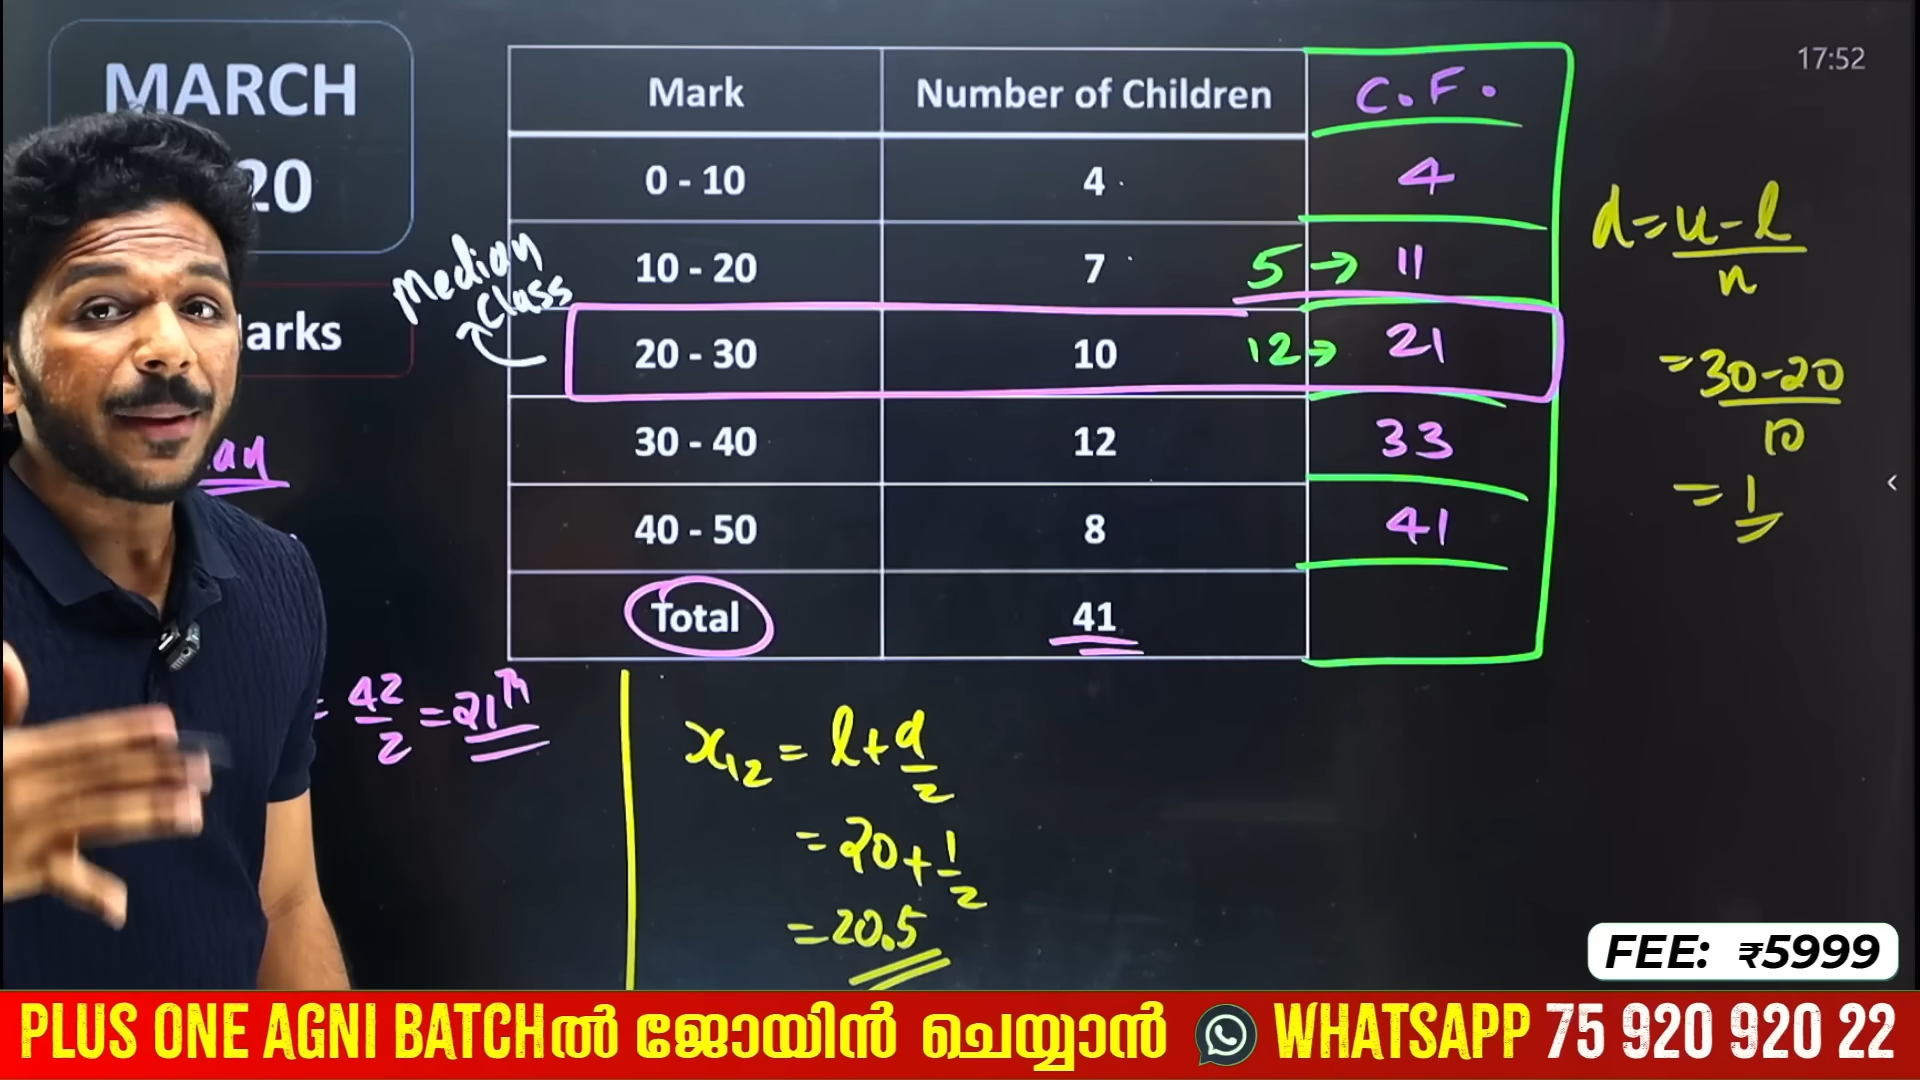 MARCH
20
arks
17:52
Mark Number of Children C.F.
0 - 10 4 4
10 - 20 7 5 → 11
20 - 30 10 12 → 21
30 - 40 12 33
40 - 50 8 41
Total 41
Median
Class
an
= 42/2 = 21th
x₁₂ = l + d/2
= 20 + 1/2
= 20.5
d = u - l / n
= 30 - 20 / 10
= 1
<
FEE: ₹5999
PLUS ONE AGNI BATCHൽ ജോയിൻ ചെയ്യാൻ WHATSAPP 75 920 920 22